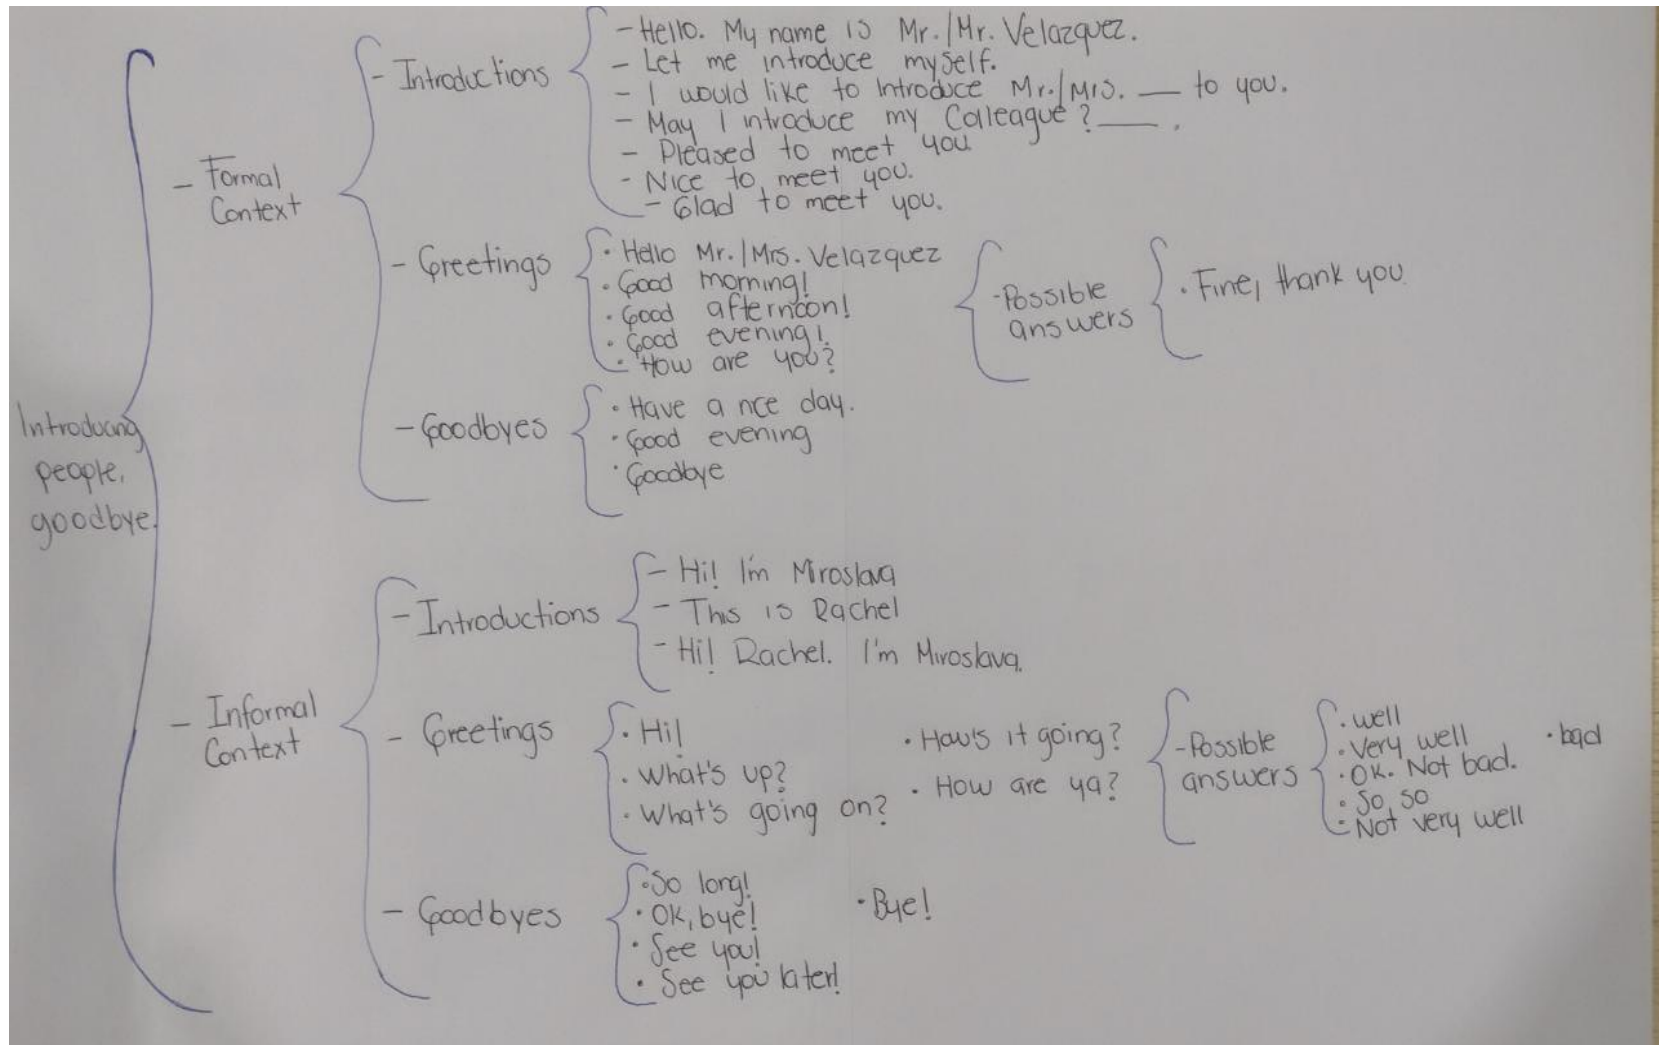 Introducing
people,
goodbye.
- Formal
Context
- Introductions
- Hello. My name is Mr./Mr. Velazquez.
- Let me introduce myself.
- I would like to Introduce Mr./Mrs. ___ to you.
- May I introduce my Colleague? ___ .
- Pleased to meet you
- Nice to meet you.
- Glad to meet you.
- Greetings
· Hello Mr./Mrs. Velazquez
· Good morning!
· Good afternoon!
· Good evening!
· How are you?
- Possible
answers
· Fine, thank you
- Goodbyes
· Have a nce day.
· Good evening
· Goodbye
- Informal
Context
- Introductions
- Hi! I'm Miroslava
- This is Rachel
- Hi! Rachel. I'm Miroslava.
- Greetings
· Hi!
· What's up?
· What's going on?
· How's it going?
· How are ya?
- Possible
answers
· well
· Very well
· OK. Not bad.
· So, so
· Not very well
· bad
- Goodbyes
· So long!
· OK, bye!
· See you!
· See you later!
· Bye!